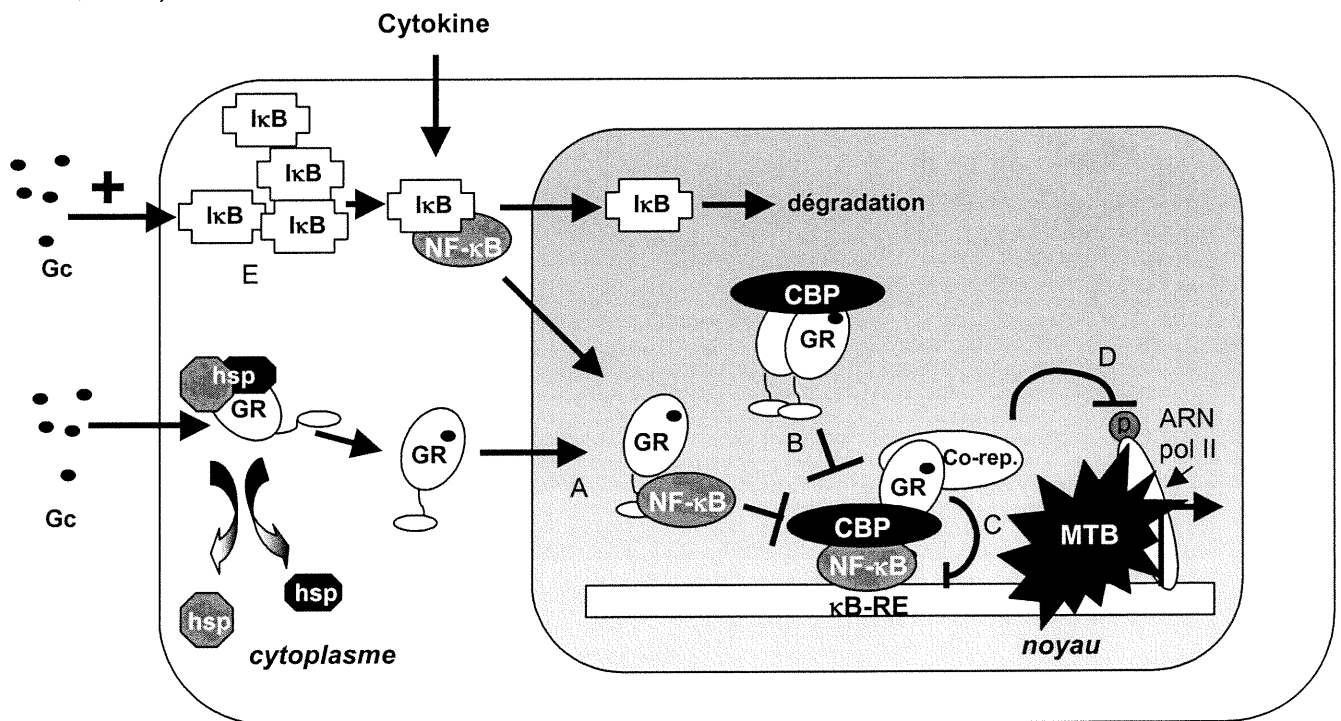 Cytokine
IκB
IκB
IκB
IκB
IκB
NF-κB
IκB
dégradation
Gc
E
CBP
GR
hsp
GR
D
p
ARN
pol II
GR
GR
B
Co-rep.
GR
A
NF-κB
CBP
C
MTB
Gc
NF-κB
κB-RE
hsp
hsp
cytoplasme
noyau